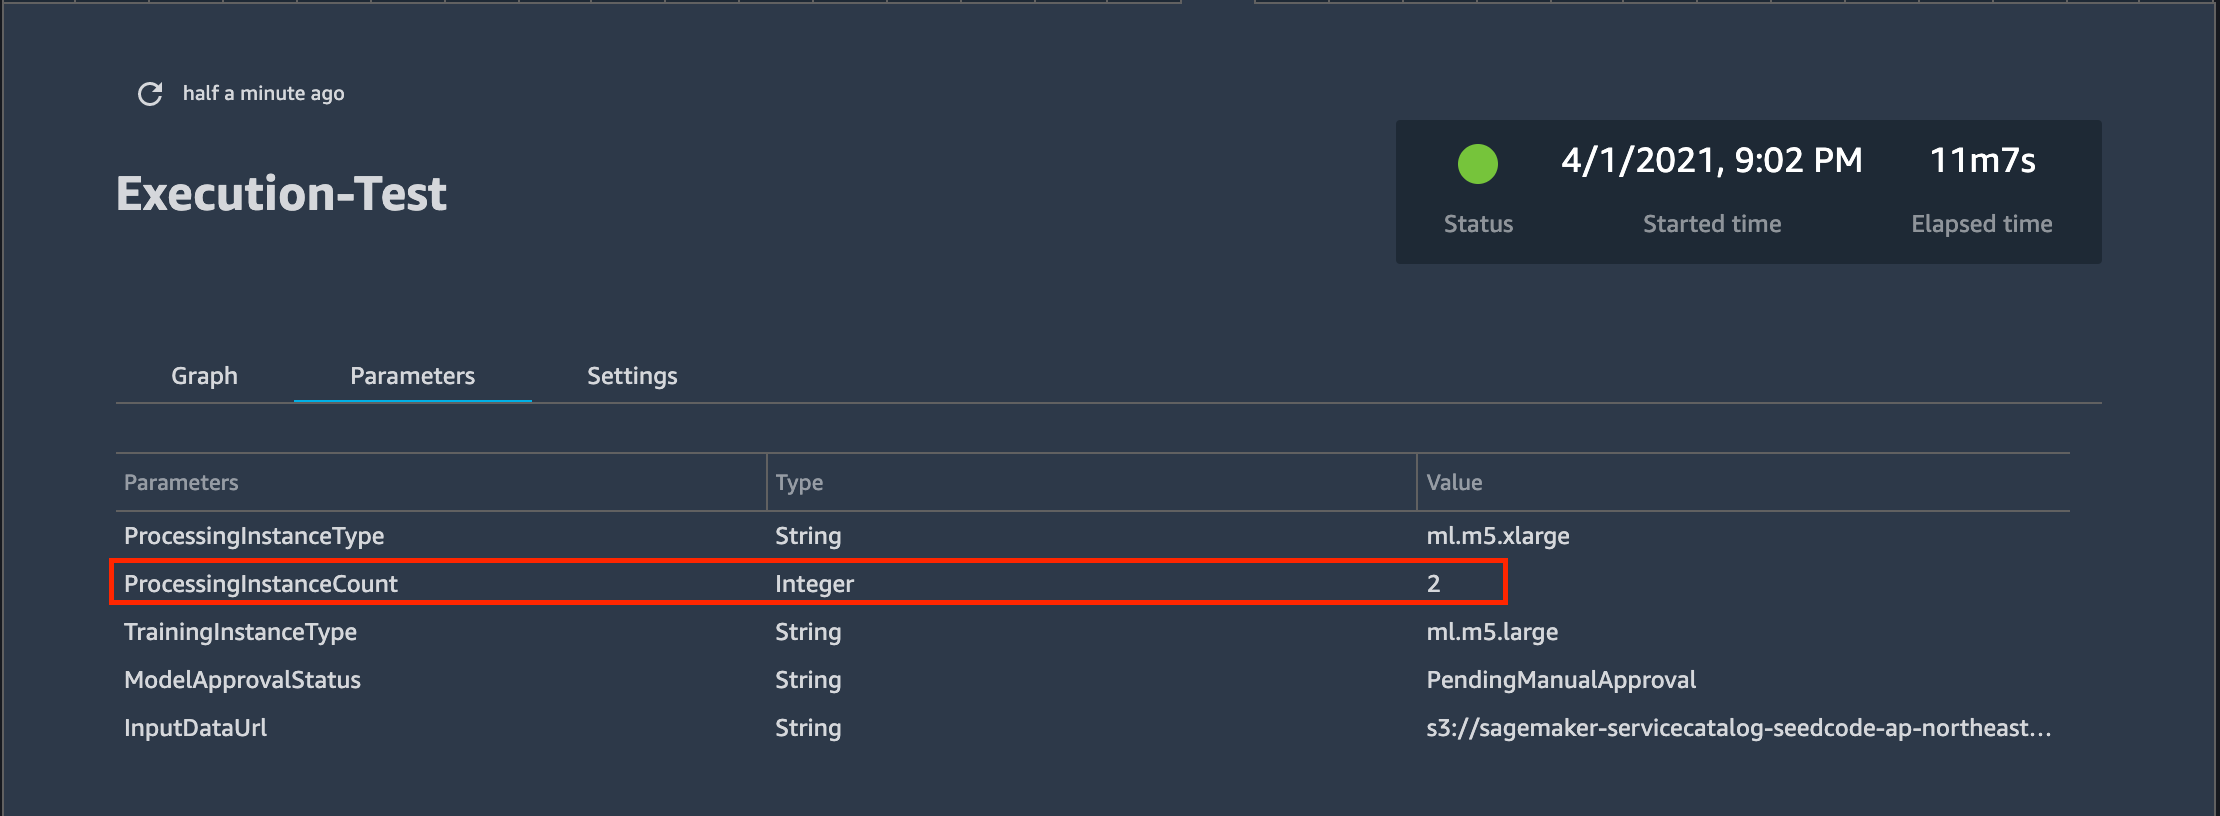 half a minute ago
Execution-Test
4/1/2021, 9:02 PM 11m7s
Status Started time Elapsed time
Graph Parameters Settings
Parameters Type Value
ProcessingInstanceType String ml.m5.xlarge
ProcessingInstanceCount Integer 2
TrainingInstanceType String ml.m5.large
ModelApprovalStatus String PendingManualApproval
InputDataUrl String s3://sagemaker-servicecatalog-seedcode-ap-northeast...